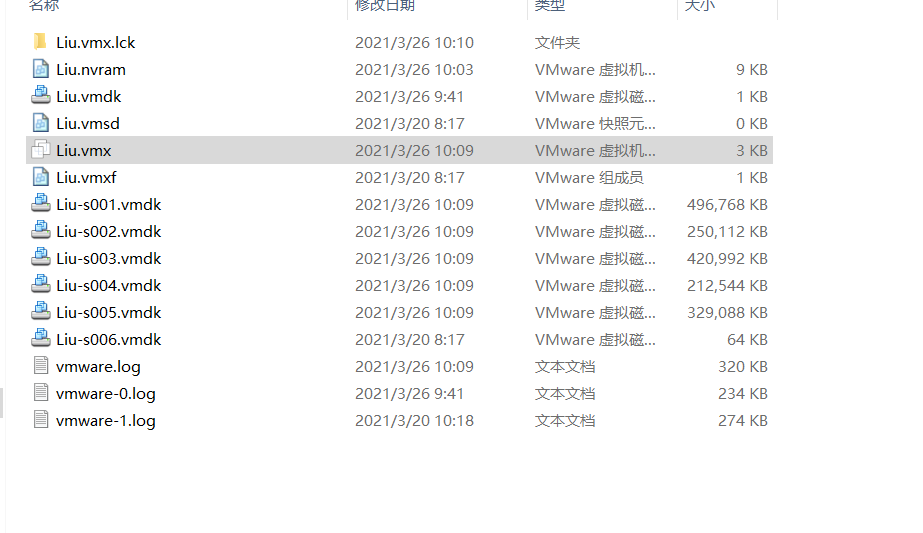 名称 修改日期 类型 大小
Liu.vmx.lck 2021/3/26 10:10 文件夹
Liu.nvram 2021/3/26 10:03 VMware 虚拟机... 9 KB
Liu.vmdk 2021/3/26 9:41 VMware 虚拟磁... 1 KB
Liu.vmsd 2021/3/20 8:17 VMware 快照元... 0 KB
Liu.vmx 2021/3/26 10:09 VMware 虚拟机... 3 KB
Liu.vmxf 2021/3/20 8:17 VMware 组成员 1 KB
Liu-s001.vmdk 2021/3/26 10:09 VMware 虚拟磁... 496,768 KB
Liu-s002.vmdk 2021/3/26 10:09 VMware 虚拟磁... 250,112 KB
Liu-s003.vmdk 2021/3/26 10:09 VMware 虚拟磁... 420,992 KB
Liu-s004.vmdk 2021/3/26 10:09 VMware 虚拟磁... 212,544 KB
Liu-s005.vmdk 2021/3/26 10:09 VMware 虚拟磁... 329,088 KB
Liu-s006.vmdk 2021/3/20 8:17 VMware 虚拟磁... 64 KB
vmware.log 2021/3/26 10:09 文本文档 320 KB
vmware-0.log 2021/3/26 9:41 文本文档 234 KB
vmware-1.log 2021/3/20 10:18 文本文档 274 KB